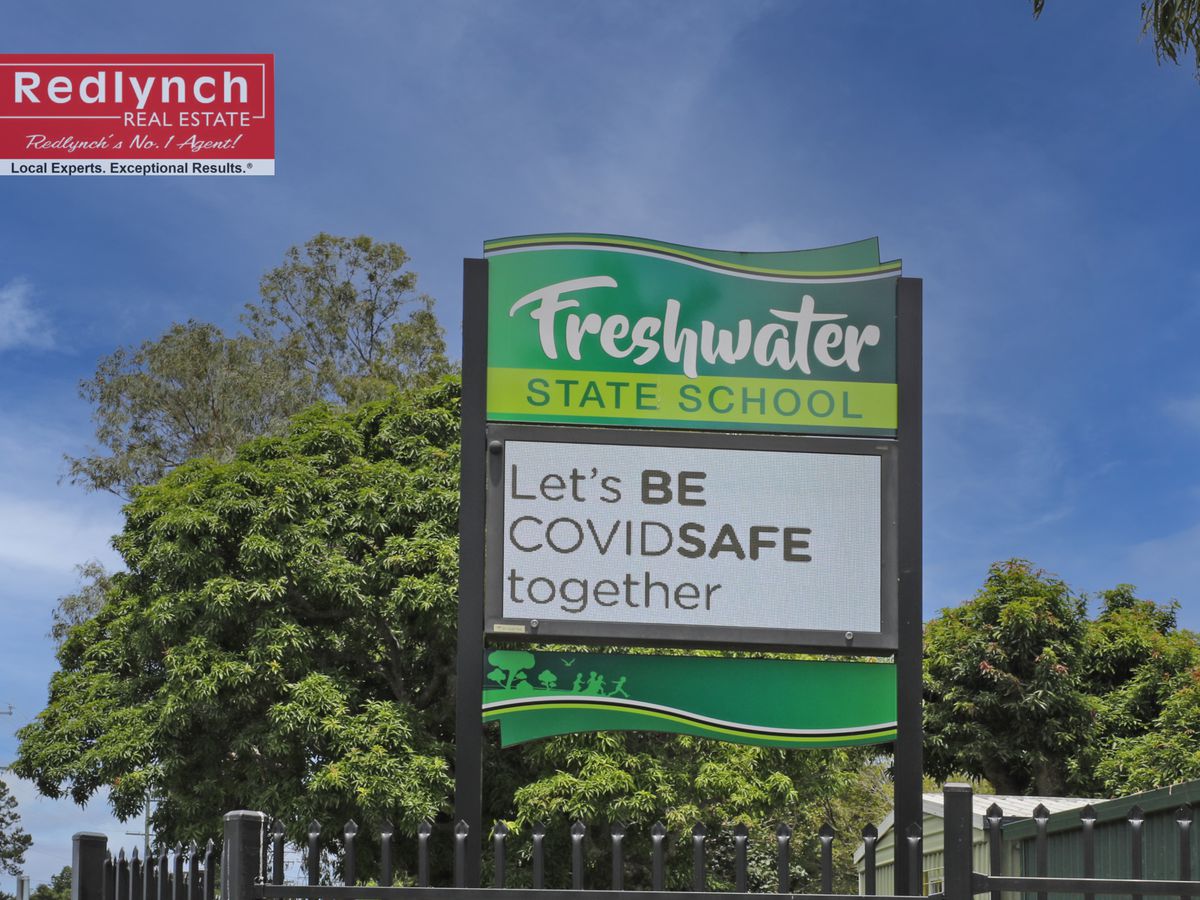 Redlynch
REAL ESTATE
Redlynch's No. 1 Agent!
Local Experts. Exceptional Results.®
Freshwater
STATE SCHOOL
Let's BE
COVIDSAFE
together